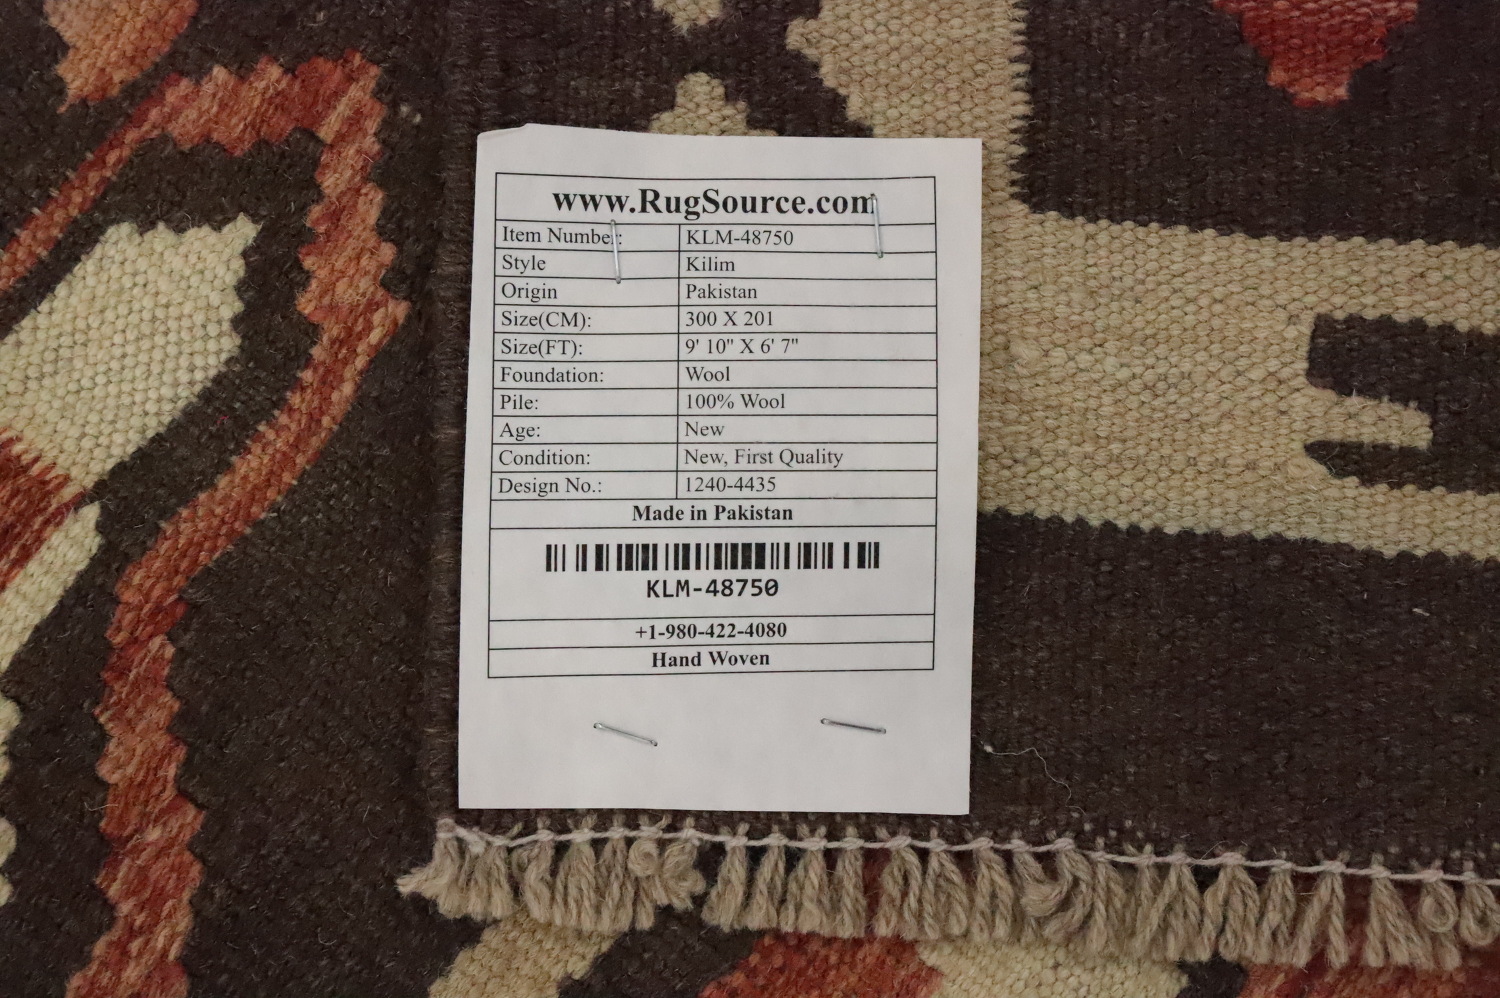 www.RugSource.com
Item Number: KLM-48750
Style Kilim
Origin Pakistan
Size(CM): 300 X 201
Size(FT): 9' 10" X 6' 7"
Foundation: Wool
Pile: 100% Wool
Age: New
Condition: New, First Quality
Design No.: 1240-4435
Made in Pakistan
KLM-48750
+1-980-422-4080
Hand Woven